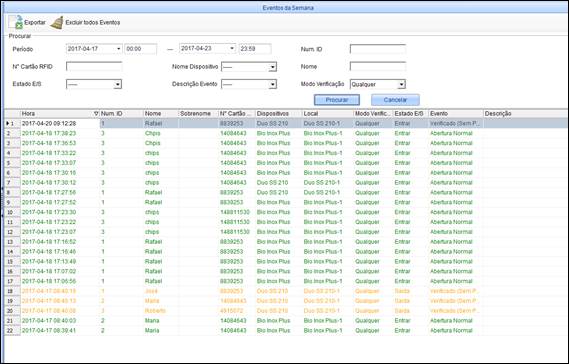 Eventos da Semana
Exportar Excluir todos Eventos
Procurar
Período 2017-04-17 00:00 — 2017-04-23 23:59 Num. ID
N° Cartão RFID Nome Dispositivo ----- Nome
Estado E/S ----- Descrição Evento ----- Modo Verificação Qualquer
Procurar Cancelar
Hora Num. ID Nome Sobrenome N° Cartão ... Dispositivos Local Modo Verific... Estado E/S Evento Descrição
1 2017-04-20 09:12:28 1 Rafael 8839253 Duo SS 210 Duo SS 210-1 Qualquer Entrar Verificado (Sem P...
2 2017-04-18 17:38:23 3 Chpis 14084643 Bio Inox Plus Bio Inox Plus-1 Qualquer Entrar Abertura Normal
3 2017-04-18 17:36:53 3 Chpis 14084643 Bio Inox Plus Bio Inox Plus-1 Qualquer Entrar Abertura Normal
4 2017-04-18 17:33:22 3 chips 14084643 Bio Inox Plus Bio Inox Plus-1 Qualquer Entrar Abertura Normal
5 2017-04-18 17:33:07 3 chips 14084643 Bio Inox Plus Bio Inox Plus-1 Qualquer Entrar Abertura Normal
6 2017-04-18 17:30:16 3 chips 14084643 Bio Inox Plus Bio Inox Plus-1 Qualquer Entrar Abertura Normal
7 2017-04-18 17:30:12 3 chips 14084643 Duo SS 210 Duo SS 210-1 Qualquer Entrar Abertura Normal
8 2017-04-18 17:27:56 1 Rafael 8839253 Duo SS 210 Duo SS 210-1 Qualquer Entrar Abertura Normal
9 2017-04-18 17:27:52 1 Rafael 8839253 Bio Inox Plus Bio Inox Plus-1 Qualquer Entrar Abertura Normal
10 2017-04-18 17:23:30 3 chips 148811530 Bio Inox Plus Bio Inox Plus-1 Qualquer Entrar Abertura Normal
11 2017-04-18 17:23:22 3 chips 148811530 Bio Inox Plus Bio Inox Plus-1 Qualquer Entrar Abertura Normal
12 2017-04-18 17:23:07 3 chips 148811530 Bio Inox Plus Bio Inox Plus-1 Qualquer Entrar Abertura Normal
13 2017-04-18 17:16:52 1 Rafael 8839253 Bio Inox Plus Bio Inox Plus-1 Qualquer Entrar Abertura Normal
14 2017-04-18 17:16:46 1 Rafael 8839253 Bio Inox Plus Bio Inox Plus-1 Qualquer Entrar Abertura Normal
15 2017-04-18 17:13:49 1 Rafael 8839253 Bio Inox Plus Bio Inox Plus-1 Qualquer Entrar Abertura Normal
16 2017-04-18 17:07:02 1 Rafael 8839253 Bio Inox Plus Bio Inox Plus-1 Qualquer Entrar Abertura Normal
17 2017-04-18 17:06:56 1 Rafael 8839253 Bio Inox Plus Bio Inox Plus-1 Qualquer Entrar Abertura Normal
18 2017-04-17 08:40:19 1 José 8839253 Duo SS 210 Duo SS 210-1 Qualquer Saída Verificado (Sem P...
19 2017-04-17 08:40:13 2 Maria 14084643 Duo SS 210 Duo SS 210-1 Qualquer Saída Verificado (Sem P...
20 2017-04-17 08:40:08 3 Roberto 4915072 Duo SS 210 Duo SS 210-1 Qualquer Saída Verificado (Sem P...
21 2017-04-17 08:40:03 2 Maria 14084643 Bio Inox Plus Bio Inox Plus-1 Qualquer Entrar Abertura Normal
22 2017-04-17 08:39:41 2 Maria 14084643 Bio Inox Plus Bio Inox Plus-1 Qualquer Entrar Abertura Normal